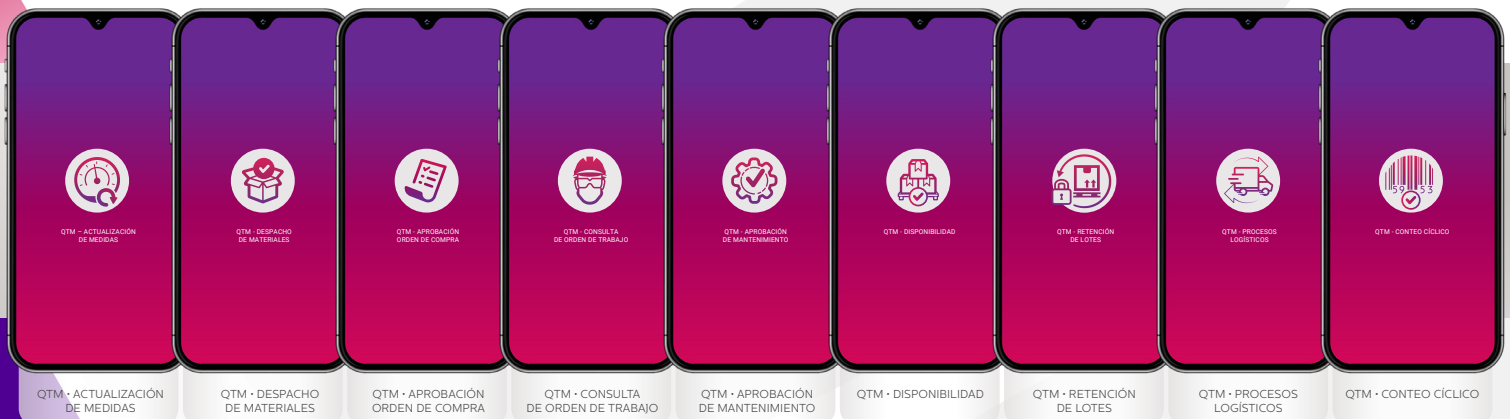 QTM – ACTUALIZACIÓN
DE MEDIDAS
QTM - DESPACHO
DE MATERIALES
QTM - APROBACIÓN
ORDEN DE COMPRA
QTM - CONSULTA
DE ORDEN DE TRABAJO
QTM - APROBACIÓN
DE MANTENIMIENTO
QTM - DISPONIBILIDAD
QTM - RETENCIÓN
DE LOTES
QTM - PROCESOS
LOGÍSTICOS
59 53
QTM - CONTEO CÍCLICO
QTM • ACTUALIZACIÓN
DE MEDIDAS
QTM • DESPACHO
DE MATERIALES
QTM • APROBACIÓN
ORDEN DE COMPRA
QTM • CONSULTA
DE ORDEN DE TRABAJO
QTM • APROBACIÓN
DE MANTENIMIENTO
QTM • DISPONIBILIDAD
QTM • RETENCIÓN
DE LOTES
QTM • PROCESOS
LOGÍSTICOS
QTM • CONTEO CÍCLICO